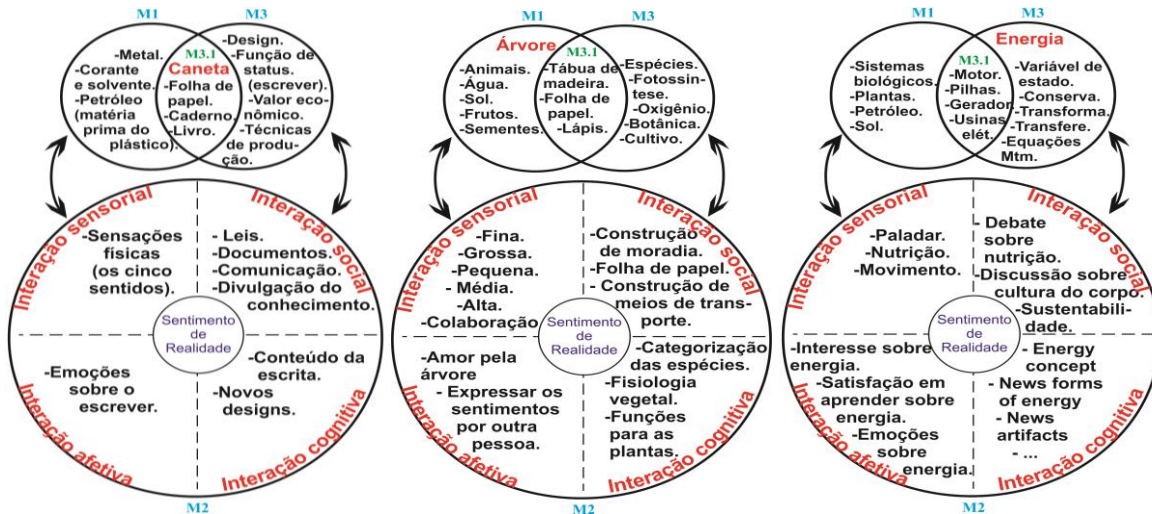 M1
M3
-Metal.
-Corante
e solvente.
-Petróleo
(matéria
prima do
plástico).
M3.1
Caneta
-Folha de
papel.
-Caderno.
-Livro.
-Design.
-Função de
status.
(escrever).
-Valor eco-
nômico.
-Técnicas
de produ-
ção.
Interação sensorial
-Sensações
físicas
(os cinco
sentidos).
Interação social
- Leis.
-Documentos.
-Comunicação.
-Divulgação do
conhecimento.
Sentimento
de
Realidade
-Emoções
sobre o
escrever.
Interação afetiva
-Conteúdo da
escrita.
-Novos
designs.
Interação cognitiva
M2
M1
M3
Árvore
-Animais.
-Água.
-Sol.
-Frutos.
-Sementes.
M3.1
-Tábua de
madeira.
-Folha de
papel.
-Lápis.
-Espécies.
-Fotossin-
tese.
-Oxigênio.
-Botânica.
-Cultivo.
Interação sensorial
-Fina.
-Grossa.
-Pequena.
-Média.
-Alta.
-Colaboração
Interação social
-Construção
de moradia.
-Folha de papel.
- Construção de
meios de trans-
porte.
Sentimento
de
Realidade
-Amor pela
árvore
- Expressar os
sentimentos
por outra
pessoa.
Interação afetiva
-Categorização
das espécies.
-Fisiologia
vegetal.
-Funções
para as
plantas.
Interação cognitiva
M2
M1
M3
-Sistemas
biológicos.
-Plantas.
-Petróleo.
-Sol.
M3.1
-Motor.
-Pilhas.
-Gerador.
-Usinas
elét.
Energia
-Variável de
estado.
-Conserva.
-Transforma.
-Transfere.
-Equações
Mtm.
Interação sensorial
-Paladar.
-Nutrição.
-Movimento.
Interação social
- Debate
sobre
nutrição.
-Discussão sobre
cultura do corpo.
-Sustentabili-
dade.
Sentimento
de
Realidade
-Interesse sobre
energia.
-Satisfação em
aprender sobre
energia.
-Emoções
sobre
energia.
Interação afetiva
- Energy
concept
- News forms
of energy
- News
artifacts
- ...
Interação cognitiva
M2